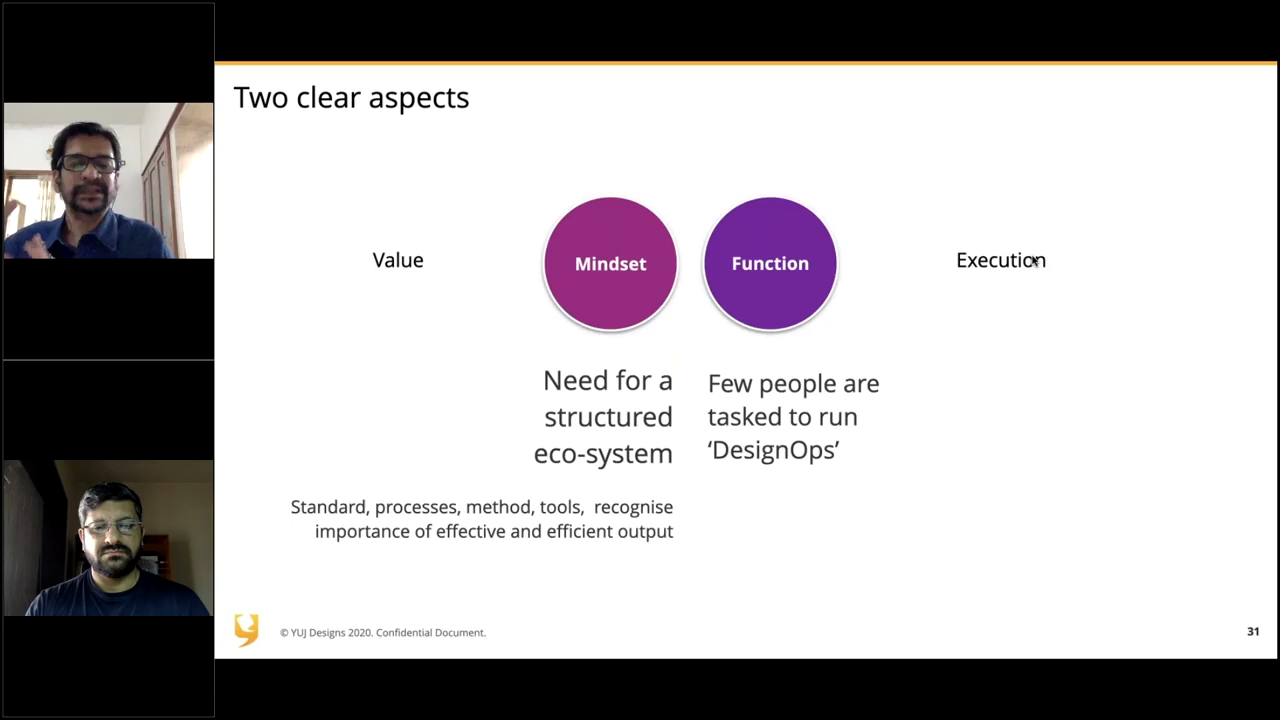 Two clear aspects
Value
Mindset
Function
Execution
Need for a
structured
eco-system
Few people are
tasked to run
‘DesignOps’
Standard, processes, method, tools,  recognise
importance of effective and efficient output
© YUJ Designs 2020. Confidential Document.
31